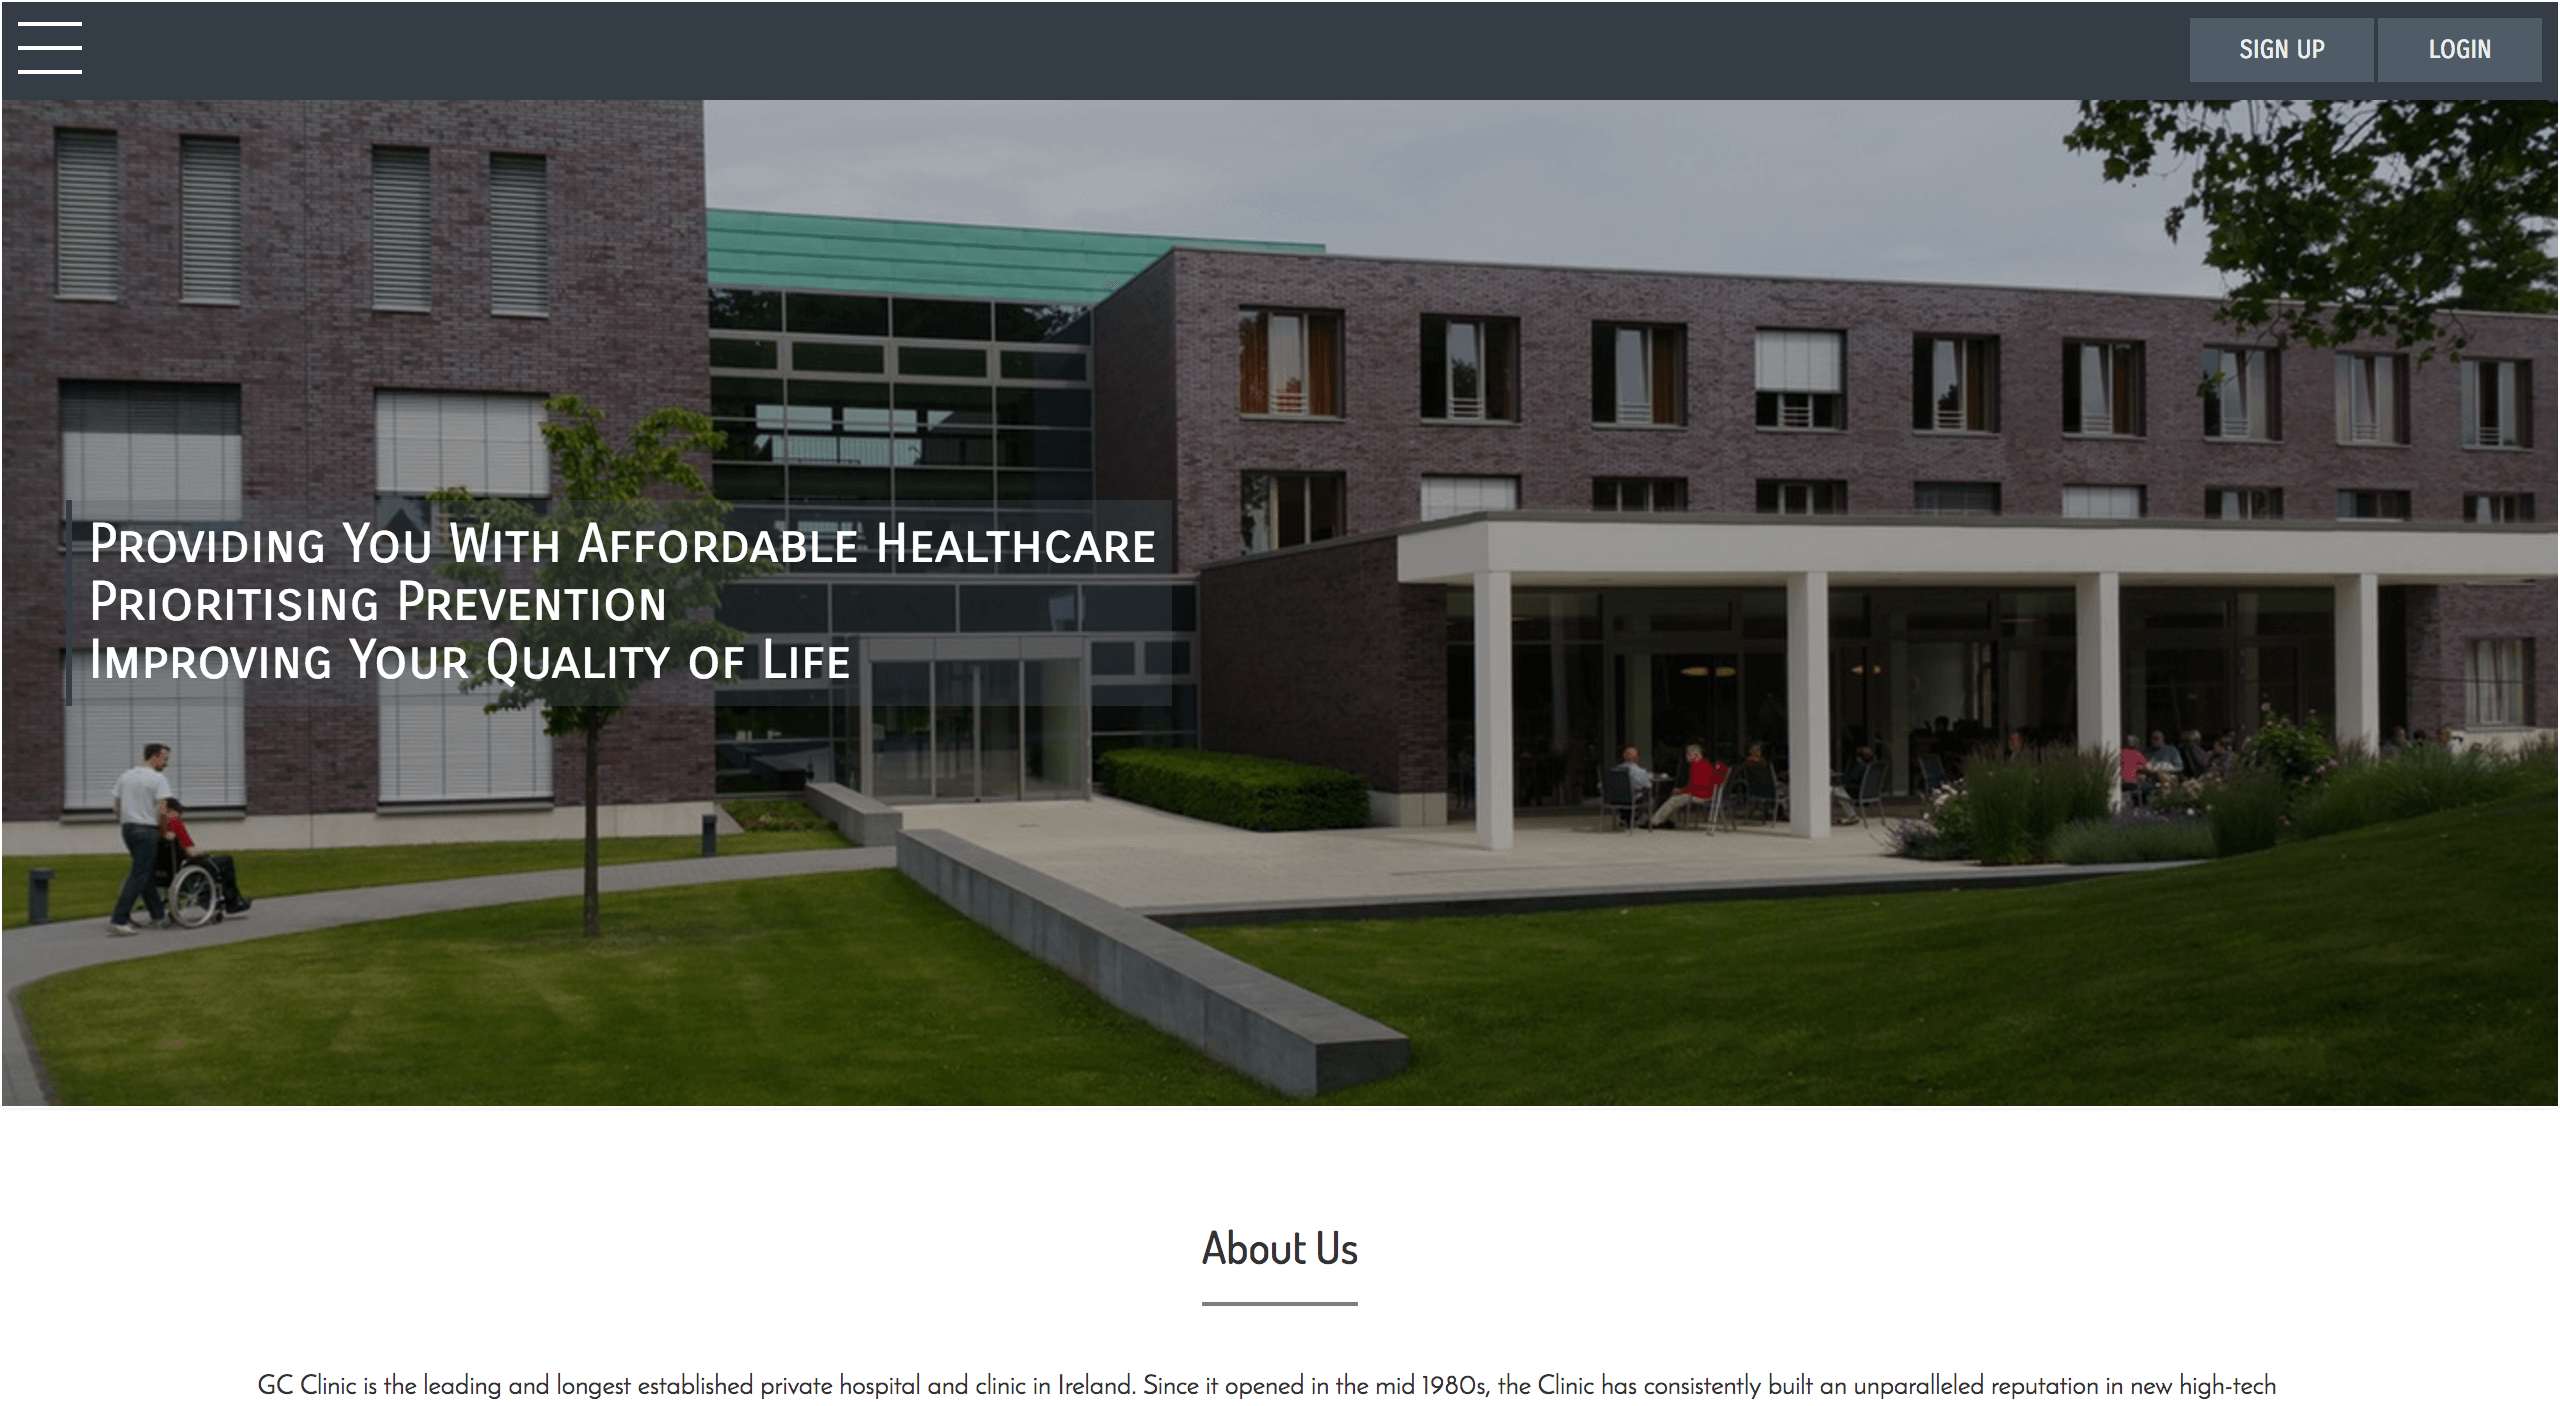 SIGN UP
LOGIN
Providing You With Affordable Healthcare
Prioritising Prevention
Improving Your Quality of Life
About Us
GC Clinic is the leading and longest established private hospital and clinic in Ireland. Since it opened in the mid 1980s, the Clinic has consistently built an unparalleled reputation in new high-tech